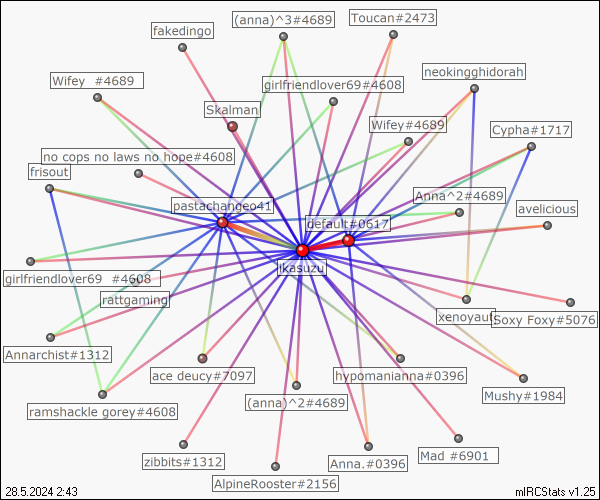 (anna)^3#4689
Toucan#2473
fakedingo
neokingghidorah
Wifey  #4689
girlfriendlover69#4608
Skalman
Wifey#4689
Cypha#1717
no cops no laws no hope#4608
frisout
Anna^2#4689
pastachangeo41
avelicious
default#0617
kasuzu
girlfriendlover69  #4608
rattgaming
xenoyaut
Soxy Foxy#5076
Annarchist#1312
ace deucy#7097
hypomanianna#0396
Mushy#1984
(anna)^2#4689
ramshackle gorey#4608
zibbits#1312
Anna.#0396
Mad #6901
AlpineRooster#2156
28.5.2024 2:43
mIRCStats v1.25